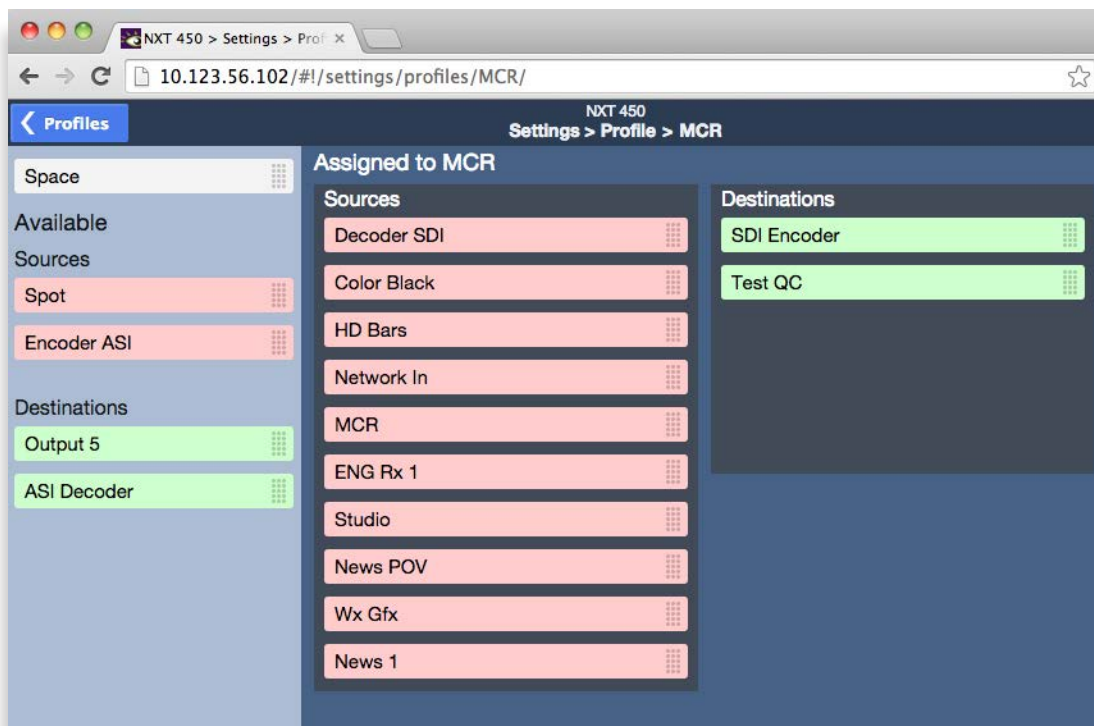 NXT 450 > Settings > Prof
10.123.56.102/#!/settings/profiles/MCR/
Profiles
NXT 450
Settings > Profile > MCR
Space
Available
Sources
Spot
Encoder ASI
Destinations
Output 5
ASI Decoder
Assigned to MCR
Sources
Decoder SDI
Color Black
HD Bars
Network In
MCR
ENG Rx 1
Studio
News POV
Wx Gfx
News 1
Destinations
SDI Encoder
Test QC